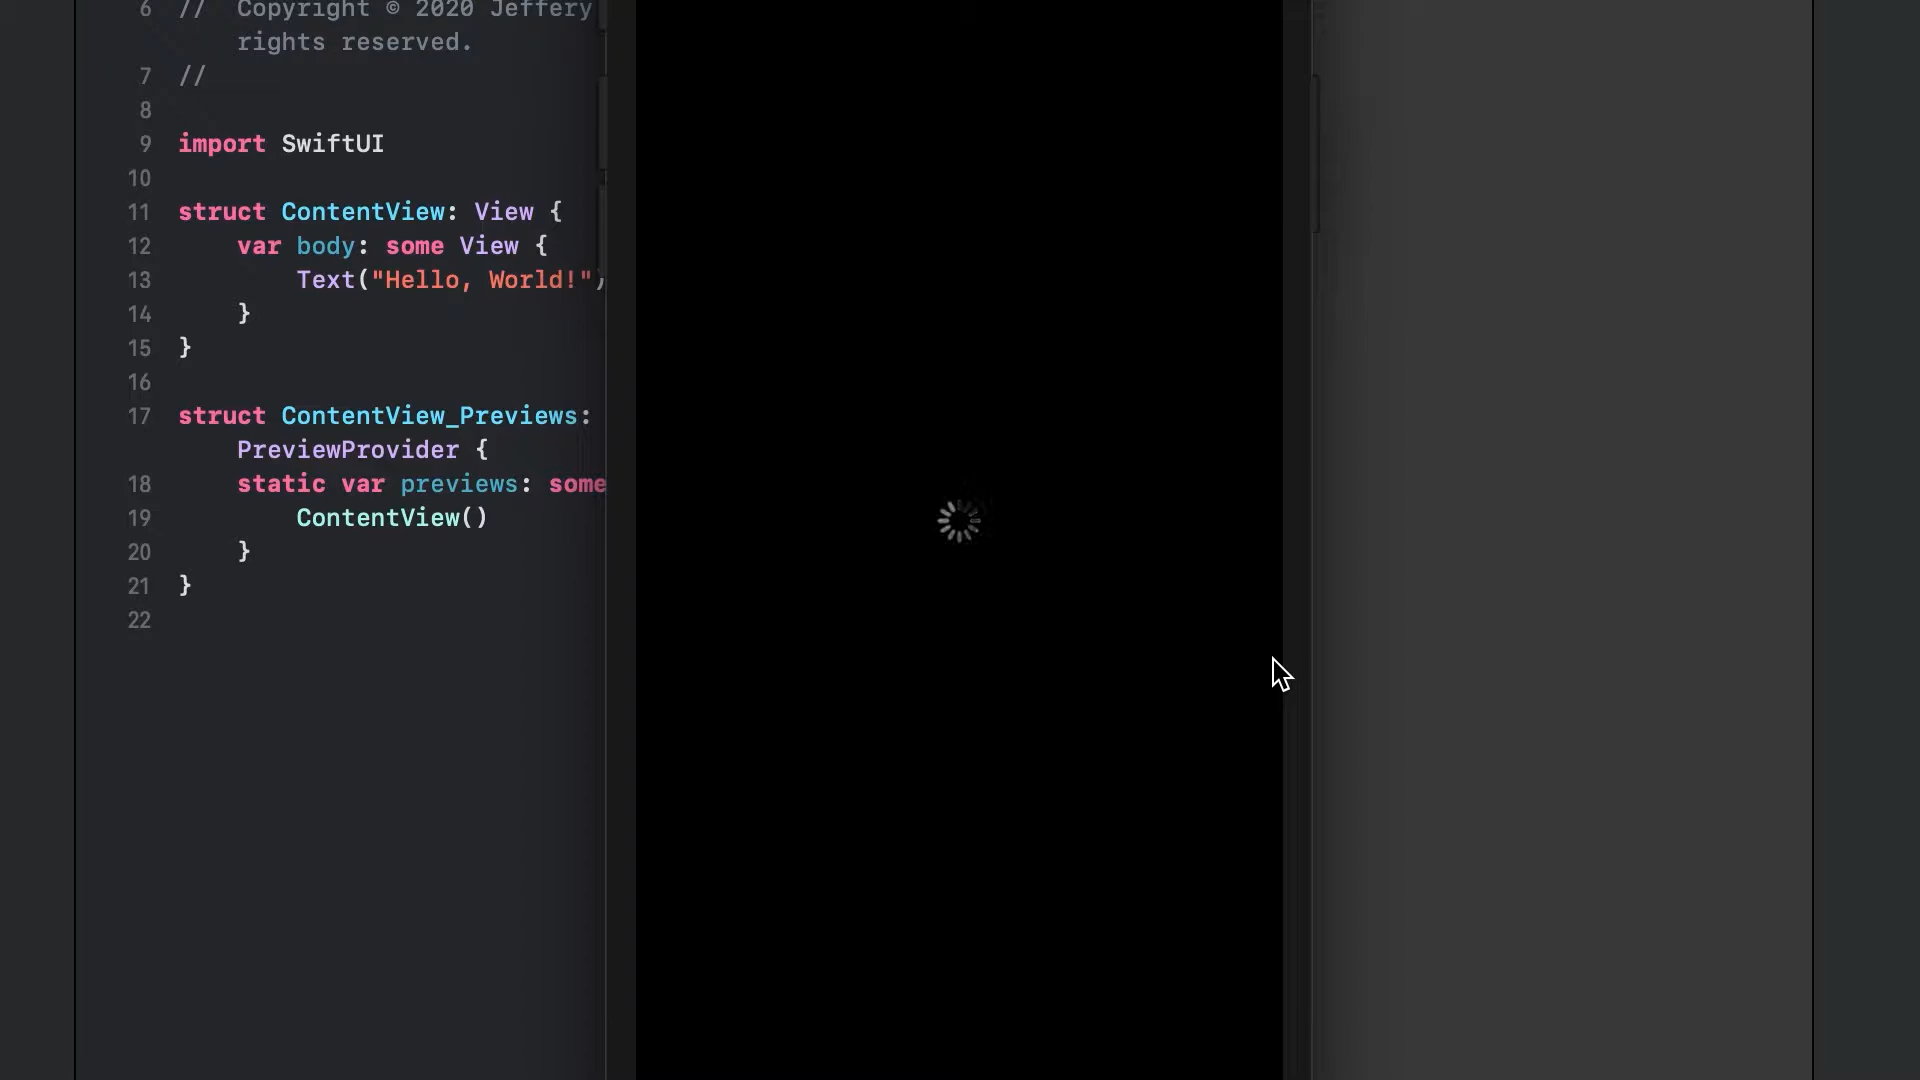 6 //  Copyright © 2020 Jeffery
rights reserved.
7 //
8
9 import SwiftUI
10
11 struct ContentView: View {
12     var body: some View {
13         Text("Hello, World!")
14     }
15 }
16
17 struct ContentView_Previews:
PreviewProvider {
18     static var previews: some
19         ContentView()
20     }
21 }
22